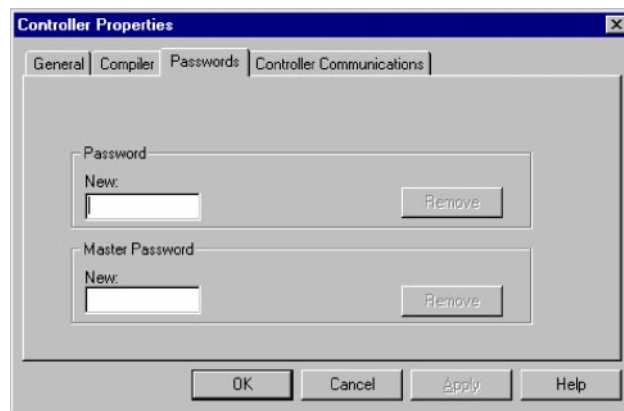 Controller Properties
General Compiler Passwords Controller Communications
Password
New:
Remove
Master Password
New:
Remove
OK Cancel Apply Help